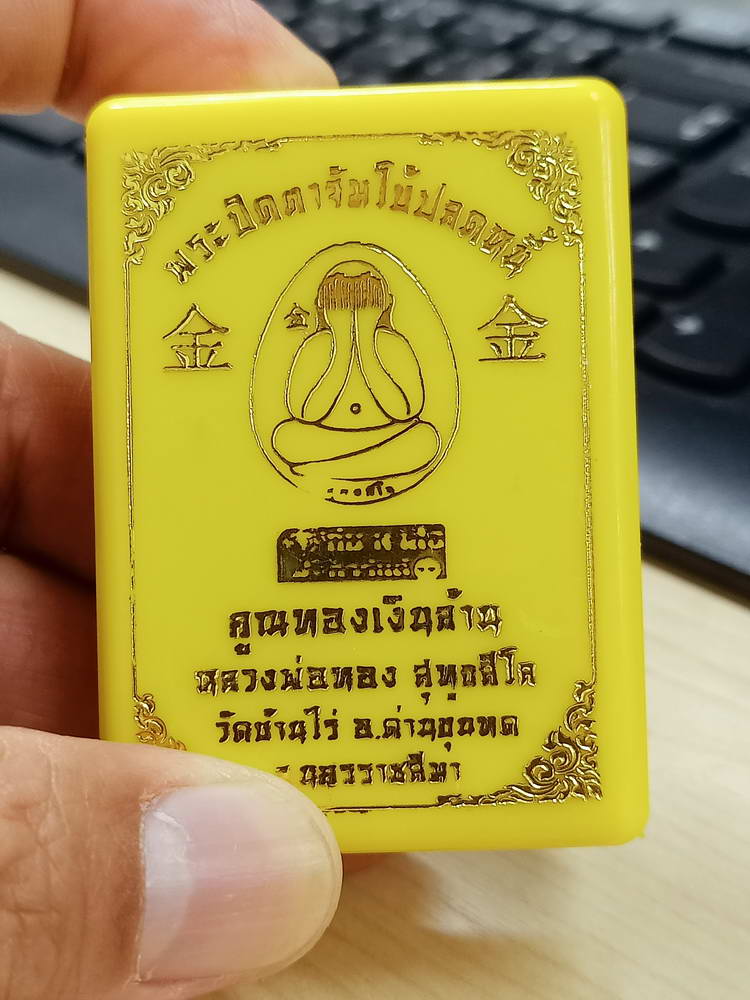 พระปิดตาจัมโบ้ปลดหนี้
金 金
金
คูณทองเงินล้าน
หลวงพ่อทอง สุทฺธสีโล
วัดบ้านไร่ อ.ด่านขุนทด
นครราชสีมา